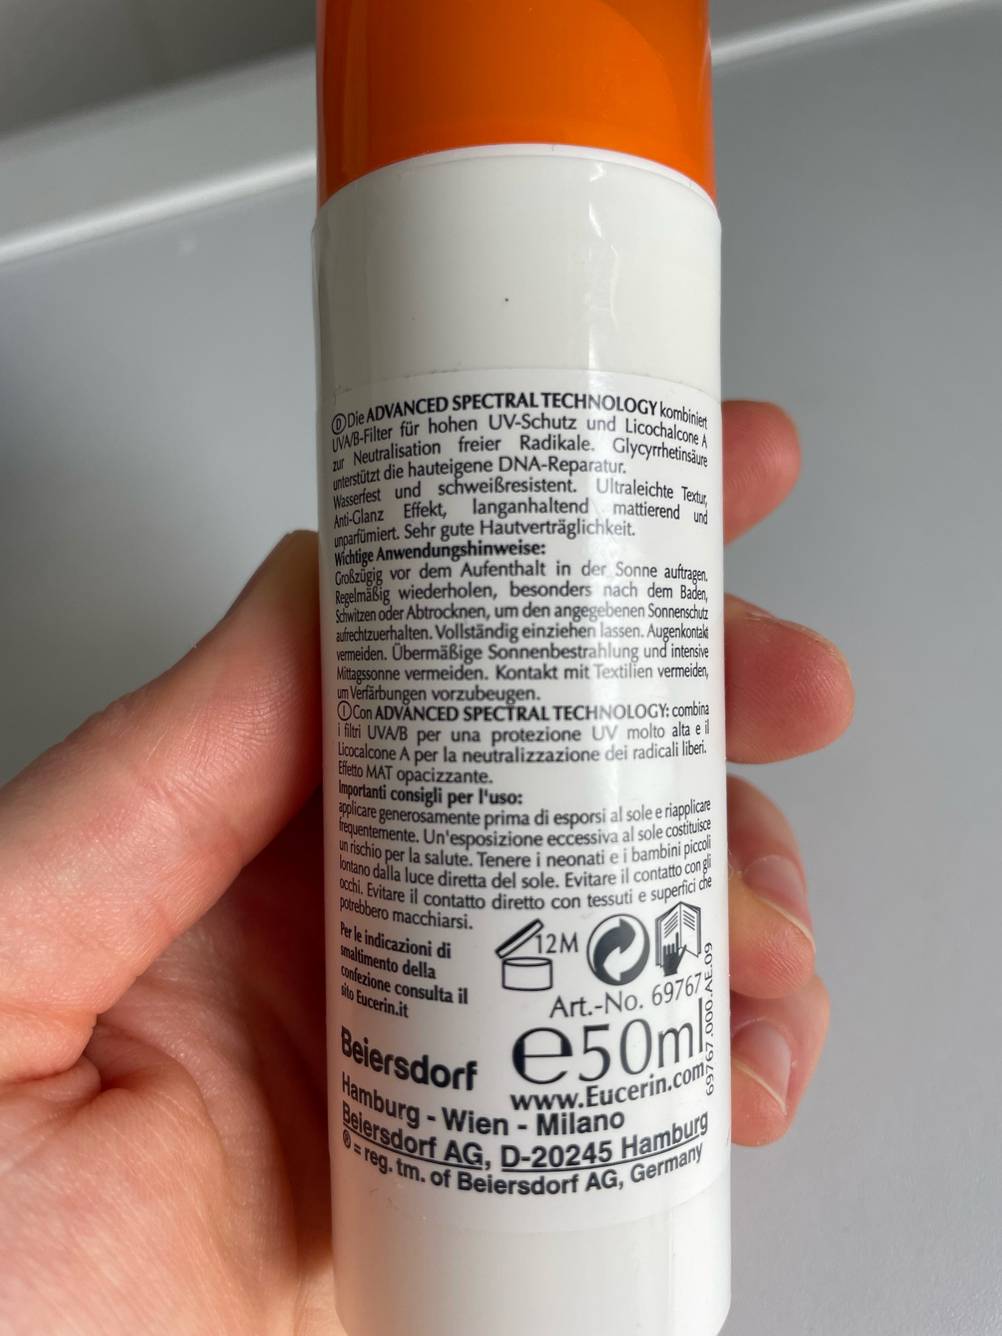 Ⓓ Die ADVANCED SPECTRAL TECHNOLOGY kombiniert
UVA/B-Filter für hohen UV-Schutz und Licochalcone A
zur Neutralisation freier Radikale. Glycyrrhetinsäure
unterstützt die hauteigene DNA-Reparatur.
Wasserfest und schweißresistent. Ultraleichte Textur,
Anti-Glanz Effekt, langanhaltend mattierend und
unparfümiert. Sehr gute Hautverträglichkeit.
Wichtige Anwendungshinweise:
Großzügig vor dem Aufenthalt in der Sonne auftragen.
Regelmäßig wiederholen, besonders nach dem Baden,
Schwitzen oder Abtrocknen, um den angegebenen Sonnenschutz
aufrechtzuerhalten. Vollständig einziehen lassen. Augenkontakt
vermeiden. Übermäßige Sonnenbestrahlung und intensive
Mittagssonne vermeiden. Kontakt mit Textilien vermeiden,
um Verfärbungen vorzubeugen.
Ⓘ Con ADVANCED SPECTRAL TECHNOLOGY: combina
i filtri UVA/B per una protezione UV molto alta e il
Licocalcone A per la neutralizzazione dei radicali liberi.
Effetto MAT opacizzante.
Importanti consigli per l'uso:
applicare generosamente prima di esporsi al sole e riapplicare
frequentemente. Un'esposizione eccessiva al sole costituisce
un rischio per la salute. Tenere i neonati e i bambini piccoli
lontano dalla luce diretta del sole. Evitare il contatto con gli
occhi. Evitare il contatto diretto con tessuti e superfici che
potrebbero macchiarsi.
Per le indicazioni di
smaltimento della
confezione consulta il
sito Eucerin.it
12M
Art.-No. 69767
℮50ml
www.Eucerin.com
69767.000.AE.09
Beiersdorf
Hamburg - Wien - Milano
Beiersdorf AG, D-20245 Hamburg
® = reg. tm. of Beiersdorf AG, Germany